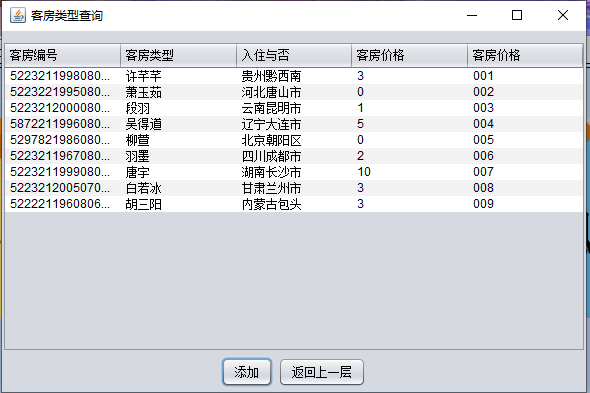 客房类型查询
客房编号 客房类型 入住与否 客房价格 客房价格
5223211998080... 许芊芊 贵州黔西南 3 001
5223221995080... 萧玉茹 河北唐山市 0 002
5223212000080... 段羽 云南昆明市 1 003
5872211996080... 吴得道 辽宁大连市 5 004
5297821986080... 柳萱 北京朝阳区 0 005
5223211967080... 羽墨 四川成都市 2 006
5223211999080... 唐宇 湖南长沙市 10 007
5223212005070... 白若冰 甘肃兰州市 3 008
5222211960806... 胡三阳 内蒙古包头 3 009
添加 返回上一层